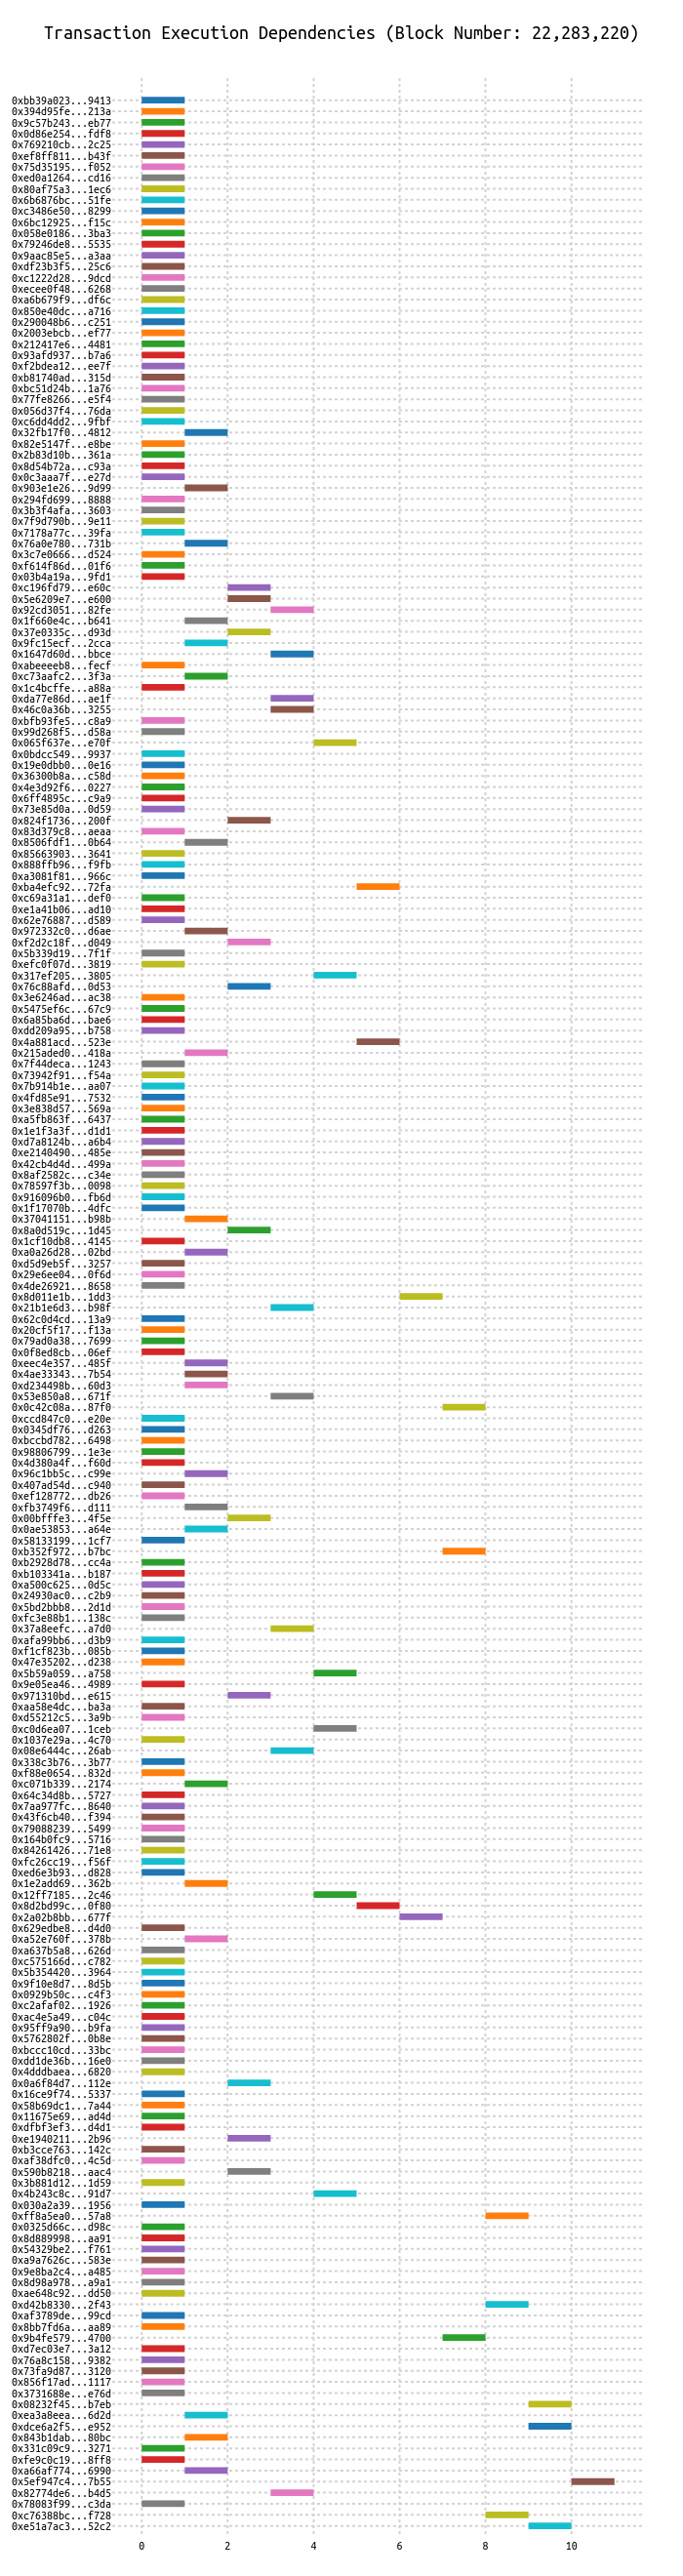 Transaction Execution Dependencies (Block Number: 22,283,220)
0xbb39a023...9413
0x394d95fe...213a
0x9c57b243...eb77
0x0d86e254...fdf8
0x769210cb...2c25
0xef8ff811...b43f
0x75d35195...f052
0xed0a1264...cd16
0x80af75a3...1ec6
0x6b6876bc...51fe
0xc3486e50...8299
0x6bc12925...f15c
0x058e0186...3ba3
0x79246de8...5535
0x9aac85e5...a3aa
0xdf23b3f5...25c6
0xc1222d28...9dcd
0xecee0f48...6268
0xa6b679f9...df6c
0x850e40dc...a716
0x290048b6...c251
0x2003ebcb...ef77
0x212417e6...4481
0x93afd937...b7a6
0xf2bdea12...ee7f
0xb81740ad...315d
0xbc51d24b...1a76
0x77fe8266...e5f4
0x056d37f4...76da
0xc6dd4dd2...9fbf
0x32fb17f0...4812
0x82e5147f...e8be
0x2b83d10b...361a
0x8d54b72a...c93a
0x0c3aaa7f...e27d
0x903e1e26...9d99
0x294fd699...8888
0x3b3f4afa...3603
0x7f9d790b...9e11
0x7178a77c...39fa
0x76a0e780...731b
0x3c7e0666...d524
0xf614f86d...01f6
0x03b4a19a...9fd1
0xc196fd79...e60c
0x5e6209e7...e600
0x92cd3051...82fe
0x1f660e4c...b641
0x37e0335c...d93d
0x9fc15ecf...2cca
0x1647d60d...bbce
0xabeeeeb8...fecf
0xc73aafc2...3f3a
0x1c4bcffe...a88a
0xda77e86d...ae1f
0x46c0a36b...3255
0xbfb93fe5...c8a9
0x99d268f5...d58a
0x065f637e...e70f
0x0bdcc549...9937
0x19e0dbb0...0e16
0x36300b8a...c58d
0x4e3d92f6...0227
0x6ff4895c...c9a9
0x73e85d0a...0d59
0x824f1736...200f
0x83d379c8...aeaa
0x8506fdf1...0b64
0x85663903...3641
0x888ffb96...f9fb
0xa3081f81...966c
0xba4efc92...72fa
0xc69a31a1...def0
0xe1a41b06...ad10
0x62e76887...d589
0x972332c0...d6ae
0xf2d2c18f...d049
0x5b339d19...7f1f
0xefc0f07d...3819
0x317ef205...3805
0x76c88afd...0d53
0x3e6246ad...ac38
0x5475ef6c...67c9
0x6a85ba6d...bae6
0xdd209a95...b758
0x4a881acd...523e
0x215aded0...418a
0x7f44deca...1243
0x73942f91...f54a
0x7b914b1e...aa07
0x4fd85e91...7532
0x3e838d57...569a
0xa5fb863f...6437
0x1e1f3a3f...d1d1
0xd7a8124b...a6b4
0xe2140490...485e
0x42cb4d4d...499a
0x8af2582c...c34e
0x78597f3b...0098
0x916096b0...fb6d
0x1f17070b...4dfc
0x37041151...b98b
0x8a0d519c...1d45
0x1cf10db8...4145
0xa0a26d28...02bd
0xd5d9eb5f...3257
0x29e6ee04...0f6d
0x4de26921...8658
0x8d011e1b...1dd3
0x21b1e6d3...b98f
0x62c0d4cd...13a9
0x20cf5f17...f13a
0x79ad0a38...7699
0x0f8ed8cb...06ef
0xeec4e357...485f
0x4ae33343...7b54
0xd234498b...60d3
0x53e850a8...671f
0x0c42c08a...87f0
0xccd847c0...e20e
0x0345df76...d263
0xbccbd782...6498
0x98806799...1e3e
0x4d380a4f...f60d
0x96c1bb5c...c99e
0x407ad54d...c940
0xef128772...db26
0xfb3749f6...d111
0x00bfffe3...4f5e
0x0ae53853...a64e
0x58133199...1cf7
0xb352f972...b7bc
0xb2928d78...cc4a
0xb103341a...b187
0xa500c625...0d5c
0x24930ac0...c2b9
0x5bd2bbb8...2d1d
0xfc3e88b1...138c
0x37a8eefc...a7d0
0xafa99bb6...d3b9
0xf1cf823b...085b
0x47e35202...d238
0x5b59a059...a758
0x9e05ea46...4989
0x971310bd...e615
0xaa58e4dc...ba3a
0xd55212c5...3a9b
0xc0d6ea07...1ceb
0x1037e29a...4c70
0x08e6444c...26ab
0x338c3b76...3b77
0xf88e0654...832d
0xc071b339...2174
0x64c34d8b...5727
0x7aa977fc...8640
0x43f6cb40...f394
0x79088239...5499
0x164b0fc9...5716
0x84261426...71e8
0xfc26cc19...f56f
0xed6e3b93...d828
0x1e2add69...362b
0x12ff7185...2c46
0x8d2bd99c...0f80
0x2a02b8bb...677f
0x629edbe8...d4d0
0xa52e760f...378b
0xa637b5a8...626d
0xc575166d...c782
0x5b354420...3964
0x9f10e8d7...8d5b
0x0929b50c...c4f3
0xc2afaf02...1926
0xac4e5a49...c04c
0x95ff9a90...b9fa
0x5762802f...0b8e
0xbccc10cd...33bc
0xdd1de36b...16e0
0x4dddbaea...6820
0x0a6f84d7...112e
0x16ce9f74...5337
0x58b69dc1...7a44
0x11675e69...ad4d
0xdfbf3ef3...d4d1
0xe1940211...2b96
0xb3cce763...142c
0xaf38dfc0...4c5d
0x590b8218...aac4
0x3b881d12...1d59
0x4b243c8c...91d7
0x030a2a39...1956
0xff8a5ea0...57a8
0x0325d66c...d98c
0x8d889998...aa91
0x54329be2...f761
0xa9a7626c...583e
0x9e8ba2c4...a485
0x8d98a978...a9a1
0xae648c92...dd50
0xd42b8330...2f43
0xaf3789de...99cd
0x8bb7fd6a...aa89
0x9b4fe579...4700
0xd7ec03e7...3a12
0x76a8c158...9382
0x73fa9d87...3120
0x856f17ad...1117
0x3731688e...e76d
0x08232f45...b7eb
0xea3a8eea...6d2d
0xdce6a2f5...e952
0x843b1dab...80bc
0x331c09c9...3271
0xfe9c0c19...8ff8
0xa66af774...6990
0x5ef947c4...7b55
0x82774de6...b4d5
0x78083f99...c3da
0xc76388bc...f728
0xe51a7ac3...52c2
0 2 4 6 8 10